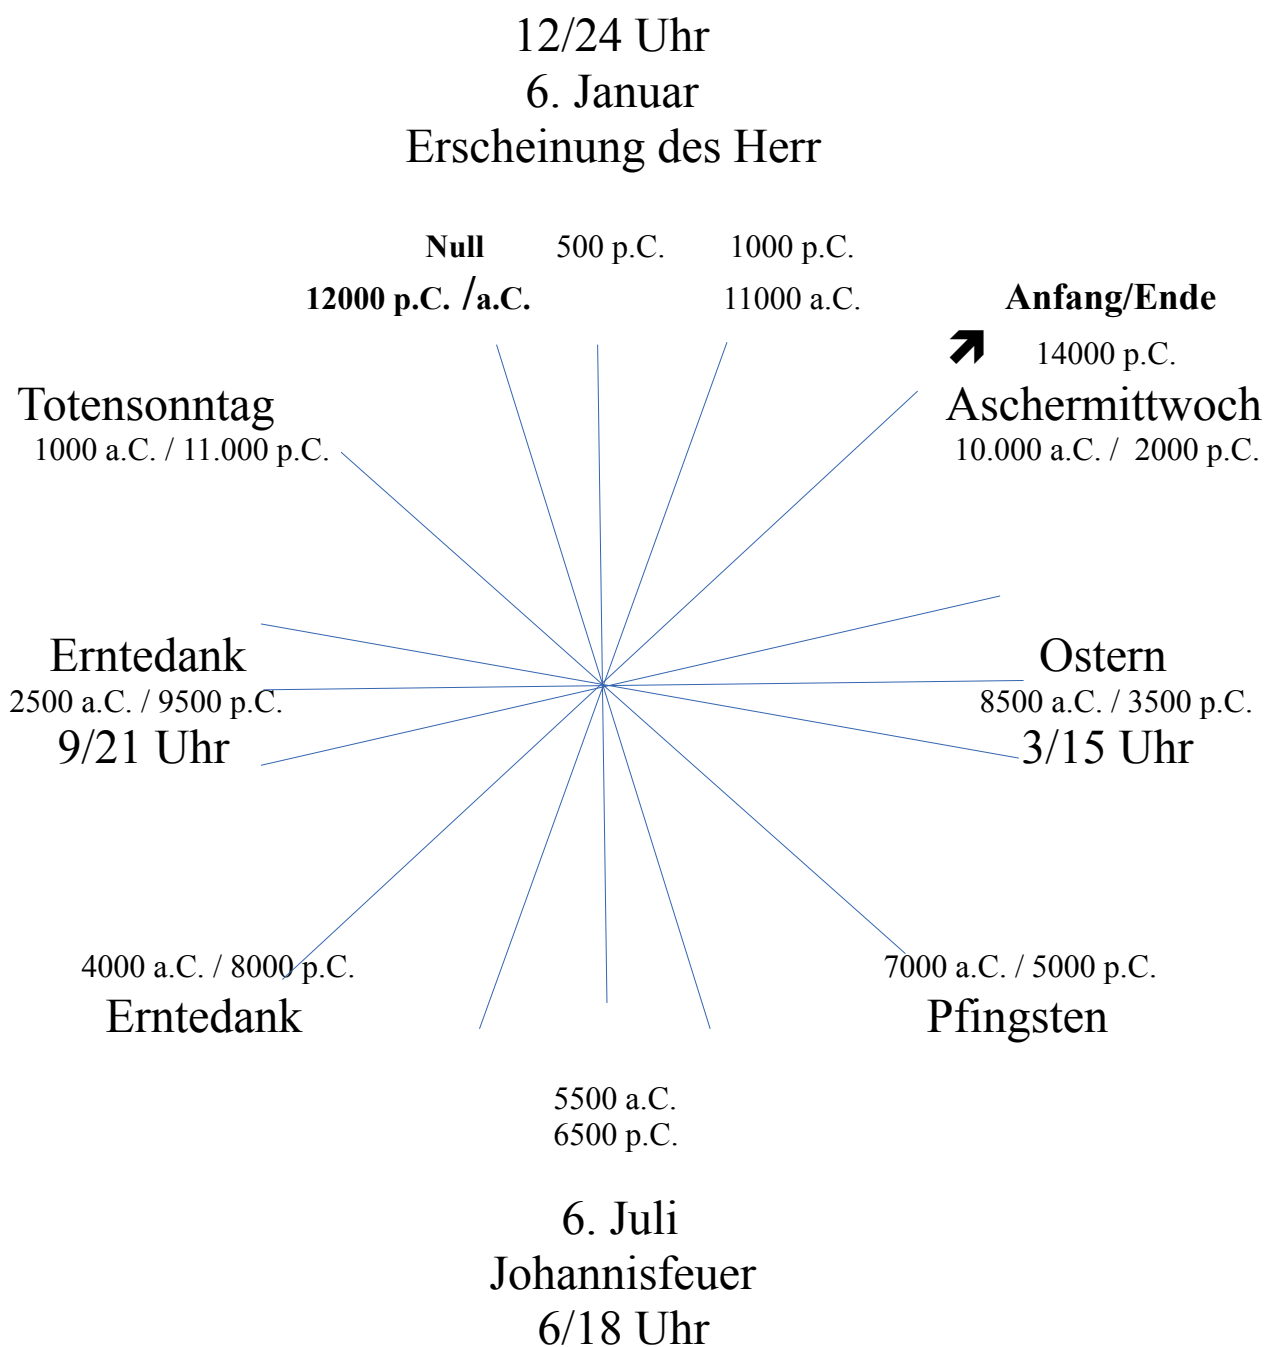 12/24 Uhr
6. Januar
Erscheinung des Herr
Null 500 p.C. 1000 p.C.
12000 p.C. /a.C. 11000 a.C. Anfang/Ende
14000 p.C.
Totensonntag Aschermittwoch
1000 a.C. / 11.000 p.C. 10.000 a.C. / 2000 p.C.
Erntedank Ostern
2500 a.C. / 9500 p.C. 8500 a.C. / 3500 p.C.
9/21 Uhr 3/15 Uhr
4000 a.C. / 8000 p.C. 7000 a.C. / 5000 p.C.
Erntedank Pfingsten
5500 a.C.
6500 p.C.
6. Juli
Johannisfeuer
6/18 Uhr